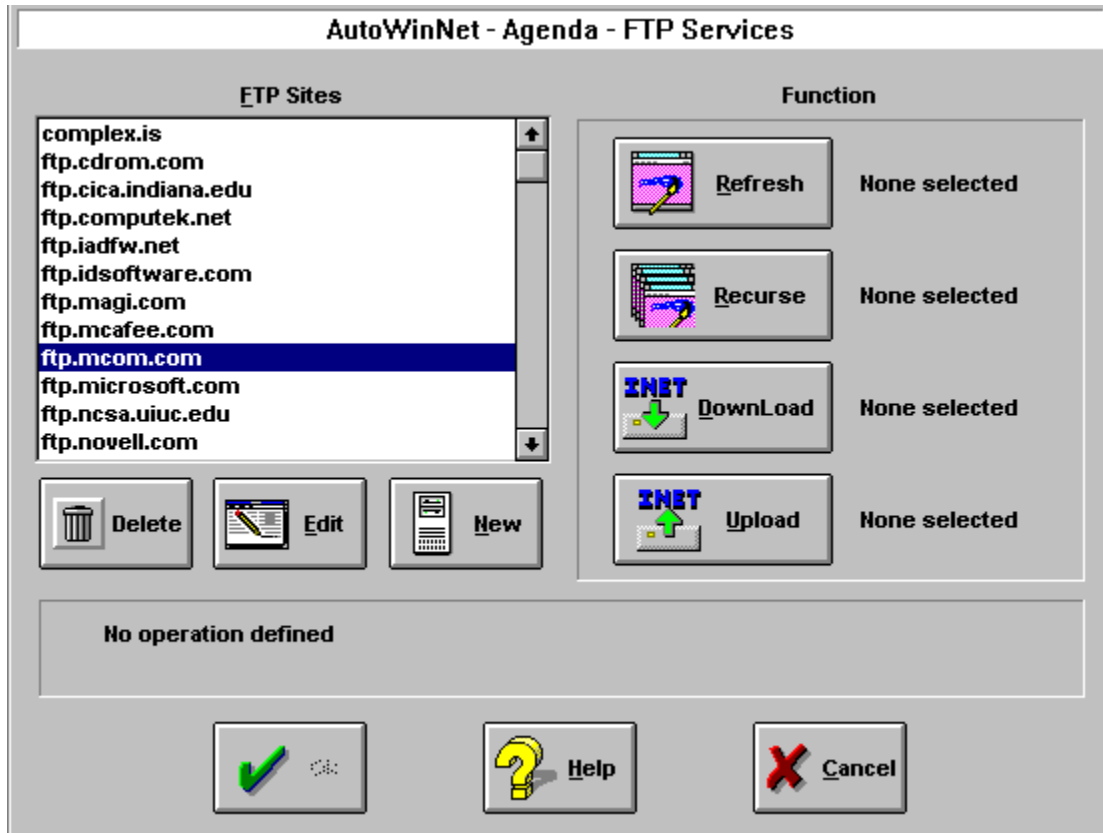 AutoWinNet - Agenda - FTP Services
FTP Sites
complex.is
ftp.cdrom.com
ftp.cica.indiana.edu
ftp.computek.net
ftp.iadfw.net
ftp.idsoftware.com
ftp.magi.com
ftp.mcafee.com
ftp.mcom.com
ftp.microsoft.com
ftp.ncsa.uiuc.edu
ftp.novell.com
Delete
Edit
New
Function
Refresh None selected
Recurse None selected
INET
DownLoad None selected
INET
Upload None selected
No operation defined
Ok
Help
Cancel